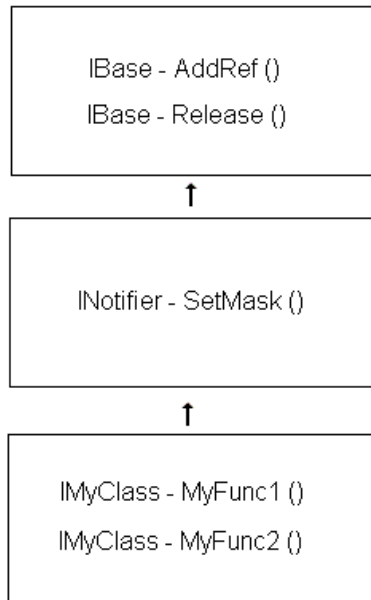 IBase - AddRef ()
IBase - Release ()
INotifier - SetMask ()
IMyClass - MyFunc1 ()
IMyClass - MyFunc2 ()